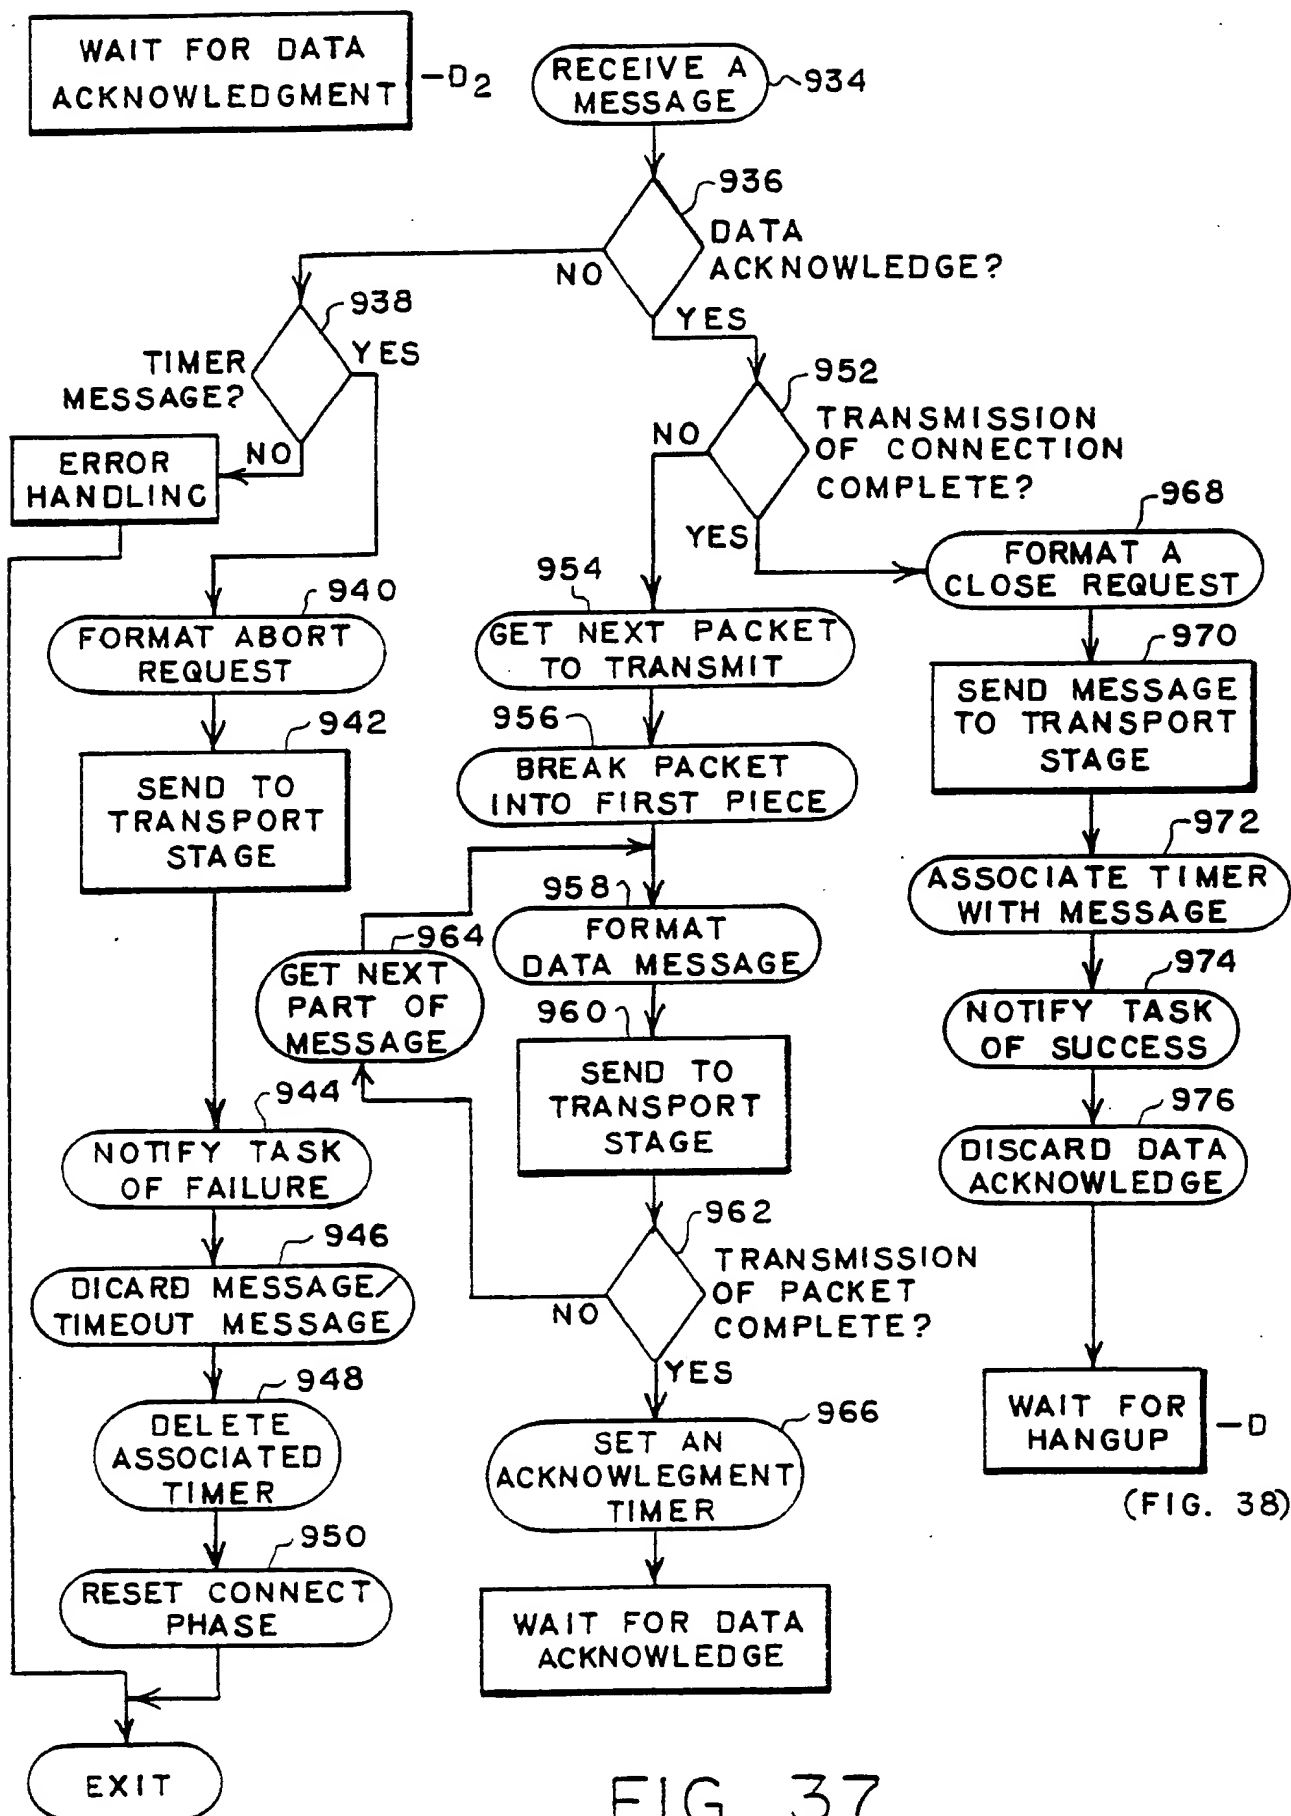 WAIT FOR DATA
ACKNOWLEDGMENT
D2
RECEIVE A
MESSAGE
934
936
DATA
ACKNOWLEDGE?
NO
YES
938
TIMER
MESSAGE?
YES
NO
ERROR
HANDLING
952
TRANSMISSION
OF CONNECTION
COMPLETE?
NO
YES
968
FORMAT A
CLOSE REQUEST
940
FORMAT ABORT
REQUEST
954
GET NEXT PACKET
TO TRANSMIT
970
SEND MESSAGE
TO TRANSPORT
STAGE
942
SEND TO
TRANSPORT
STAGE
956
BREAK PACKET
INTO FIRST PIECE
972
ASSOCIATE TIMER
WITH MESSAGE
958
FORMAT
DATA MESSAGE
964
GET NEXT
PART OF
MESSAGE
974
NOTIFY TASK
OF SUCCESS
960
SEND TO
TRANSPORT
STAGE
944
NOTIFY TASK
OF FAILURE
976
DISCARD DATA
ACKNOWLEDGE
962
TRANSMISSION
OF PACKET
COMPLETE?
NO
YES
946
DICARD MESSAGE/
TIMEOUT MESSAGE
948
DELETE
ASSOCIATED
TIMER
966
SET AN
ACKNOWLEGMENT
TIMER
WAIT FOR
HANGUP
D
(FIG. 38)
950
RESET CONNECT
PHASE
WAIT FOR DATA
ACKNOWLEDGE
EXIT
FIG. 37